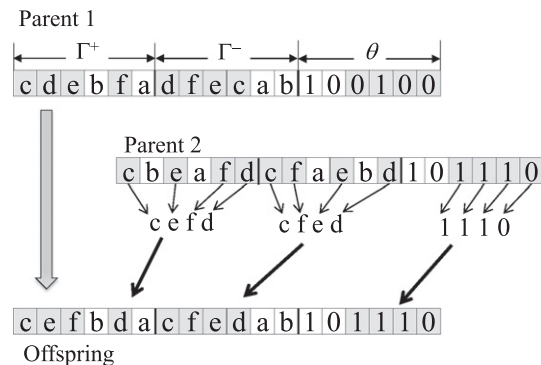 Parent 1
Γ⁺ Γ⁻ θ
c d e b f a d f e c a b 1 0 0 1 0 0
Parent 2
c b e a f d c f a e b d 1 0 1 1 1 0
c e f d c f e d 1 1 1 0
c e f b d a c f e d a b 1 0 1 1 1 0
Offspring